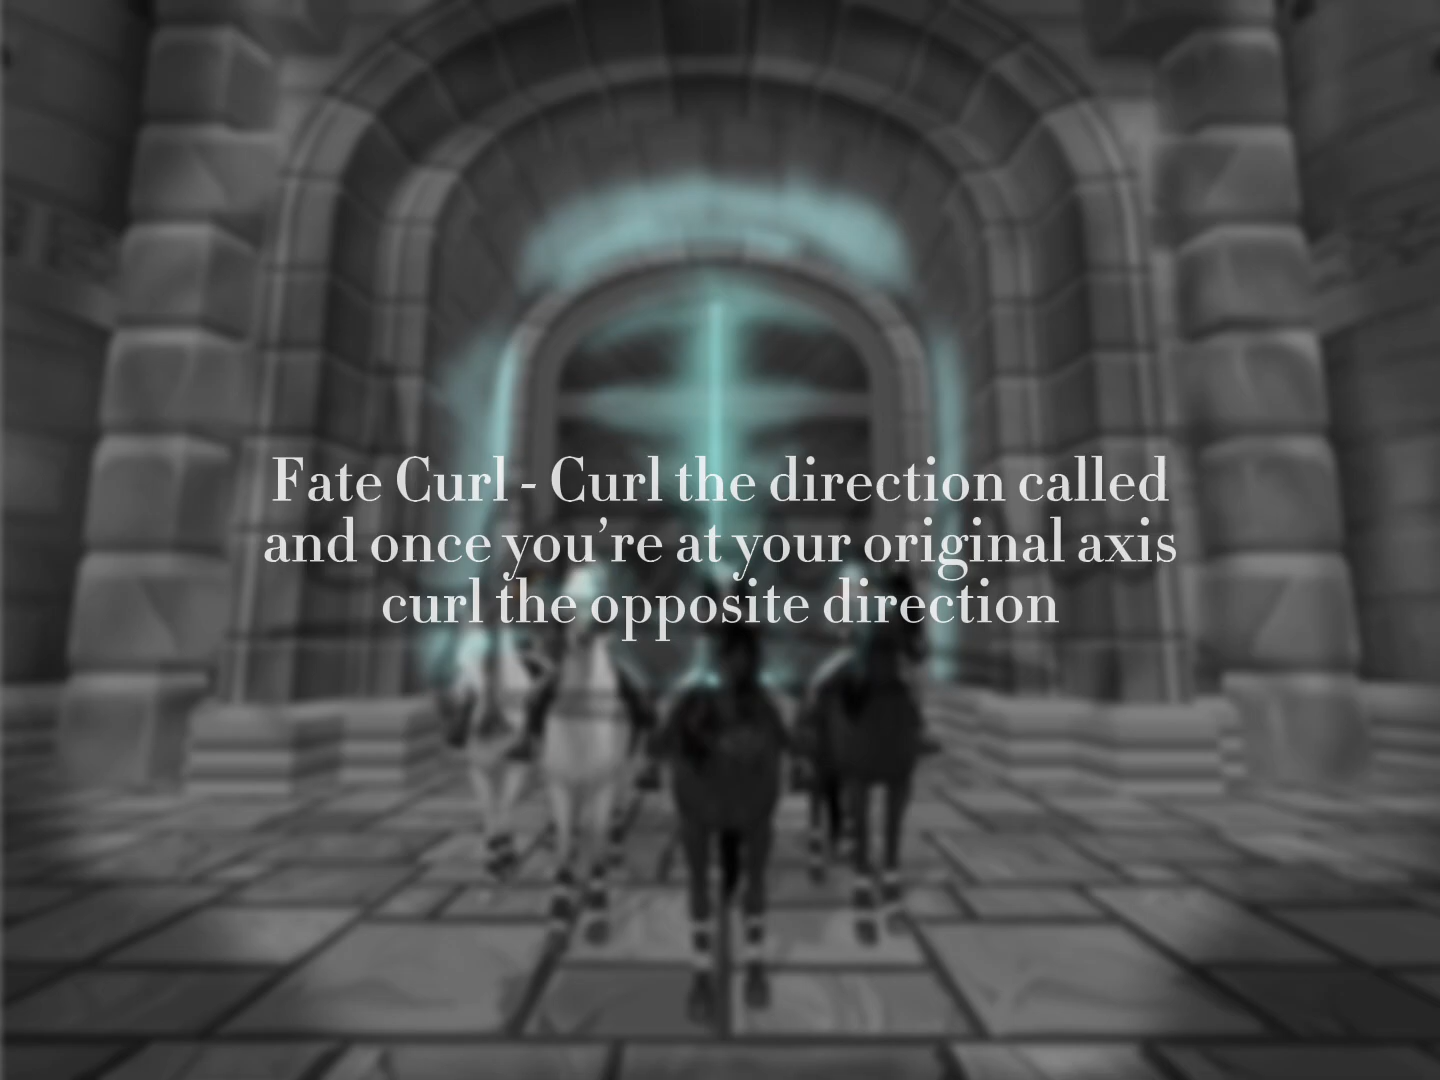 Fate Curl - Curl the direction called
and once you’re at your original axis
curl the opposite direction